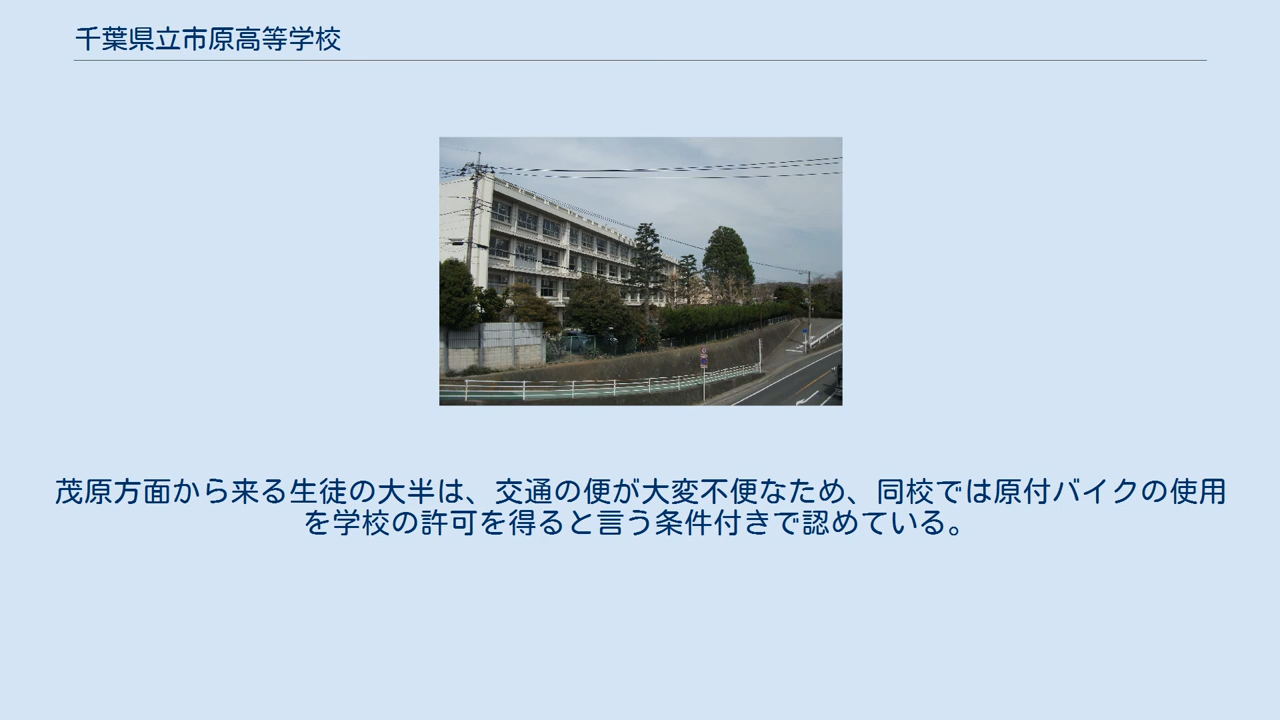 千葉県立市原高等学校
茂原方面から来る生徒の大半は、交通の便が大変不便なため、同校では原付バイクの使用
を学校の許可を得ると言う条件付きで認めている。